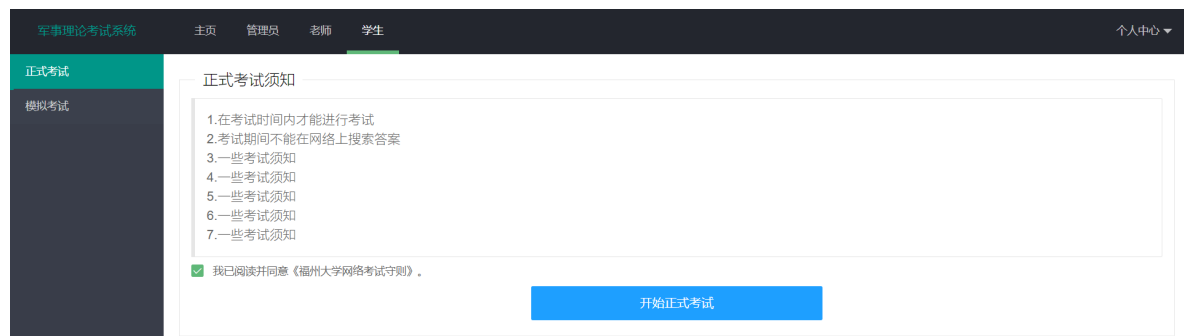 军事理论考试系统 主页 管理员 老师 学生 个人中心
正式考试
模拟考试
正式考试须知
1.在考试时间内才能进行考试
2.考试期间不能在网络上搜索答案
3.一些考试须知
4.一些考试须知
5.一些考试须知
6.一些考试须知
7.一些考试须知
我已阅读并同意《福州大学网络考试守则》。
开始正式考试